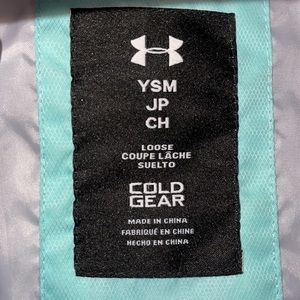 YSM
JP
CH
LOOSE
COUPE LÂCHE
SUELTO
COLD
GEAR
MADE IN CHINA
FABRIQUÉ EN CHINE
HECHO EN CHINA